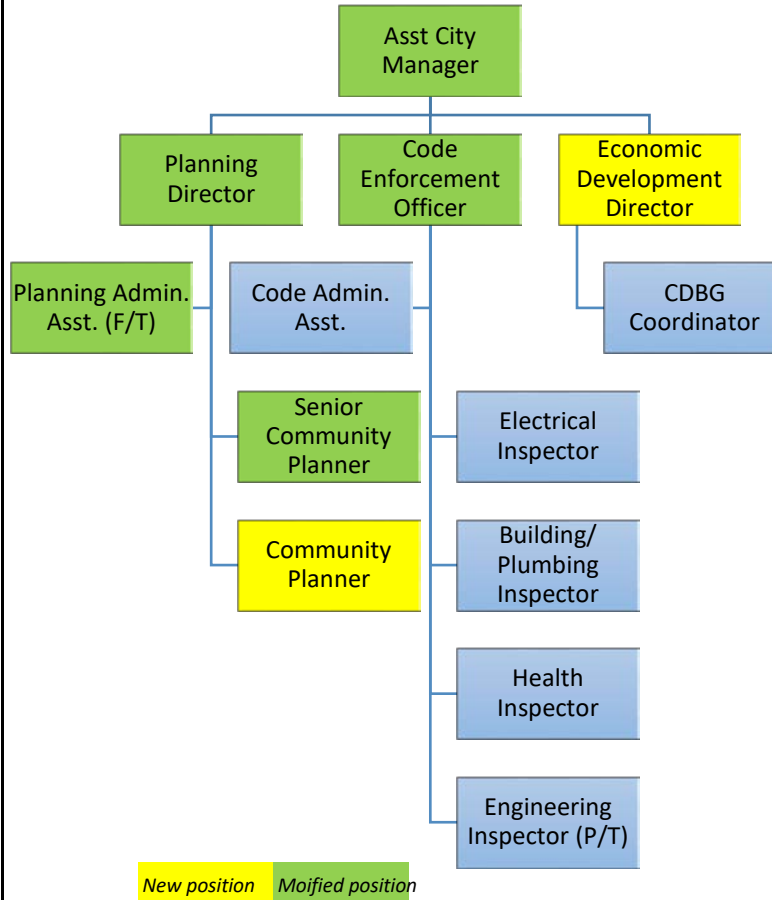 Asst City
Manager
Planning
Director
Code
Enforcement
Officer
Economic
Development
Director
Planning Admin.
Asst. (F/T)
Code Admin.
Asst.
CDBG
Coordinator
Senior
Community
Planner
Electrical
Inspector
Community
Planner
Building/
Plumbing
Inspector
Health
Inspector
Engineering
Inspector (P/T)
New position
Moified position